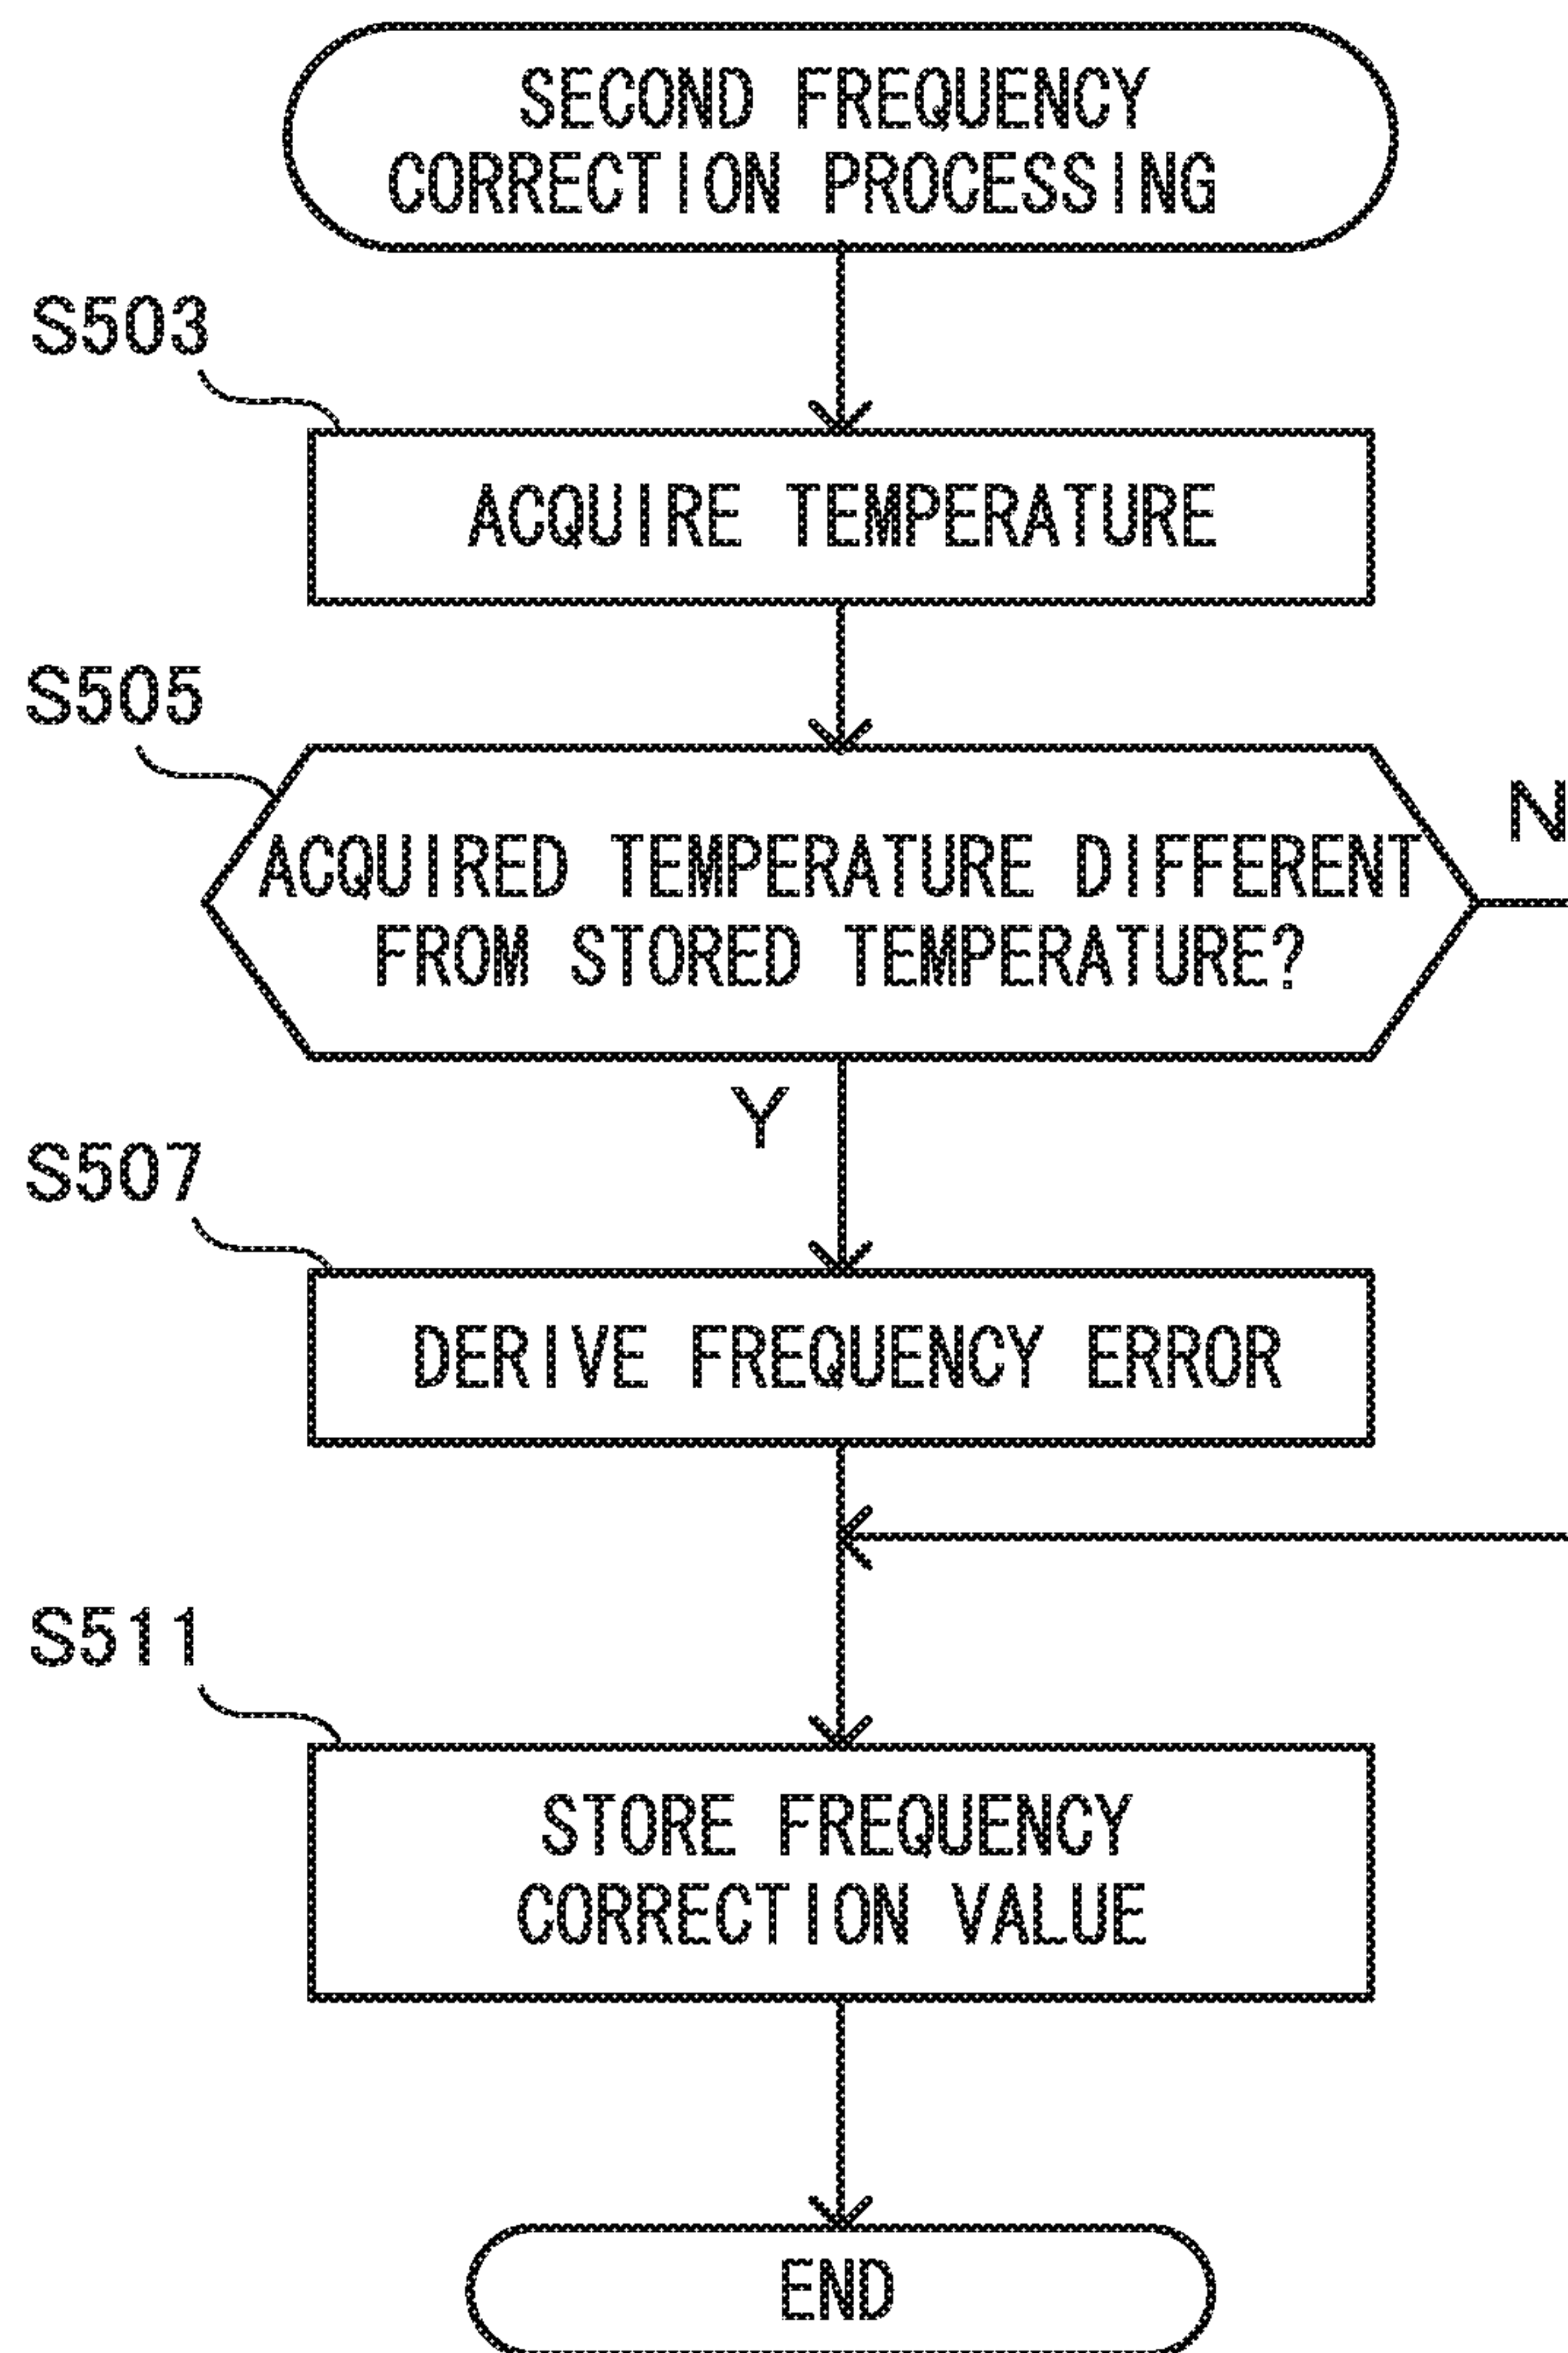 SECOND FREQUENCY
CORRECTION PROCESSING
S503
ACQUIRE TEMPERATURE
S505
N
ACQUIRED TEMPERATURE DIFFERENT
FROM STORED TEMPERATURE?
Y
S507
DERIVE FREQUENCY ERROR
S511
STORE FREQUENCY
CORRECTION VALUE
END